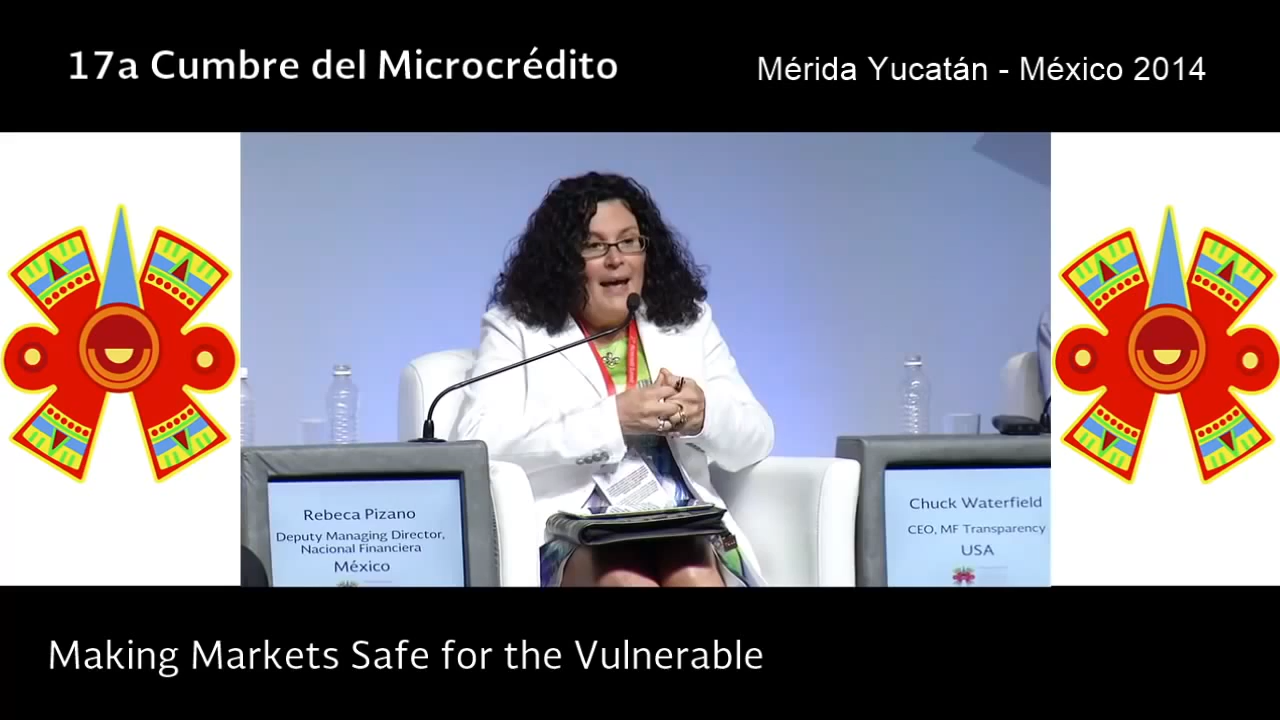 17a Cumbre del Microcrédito
Mérida Yucatán - México 2014
Rebeca Pizano
Deputy Managing Director,
Nacional Financiera
México
Chuck Waterfield
CEO, MF Transparency
USA
Making Markets Safe for the Vulnerable